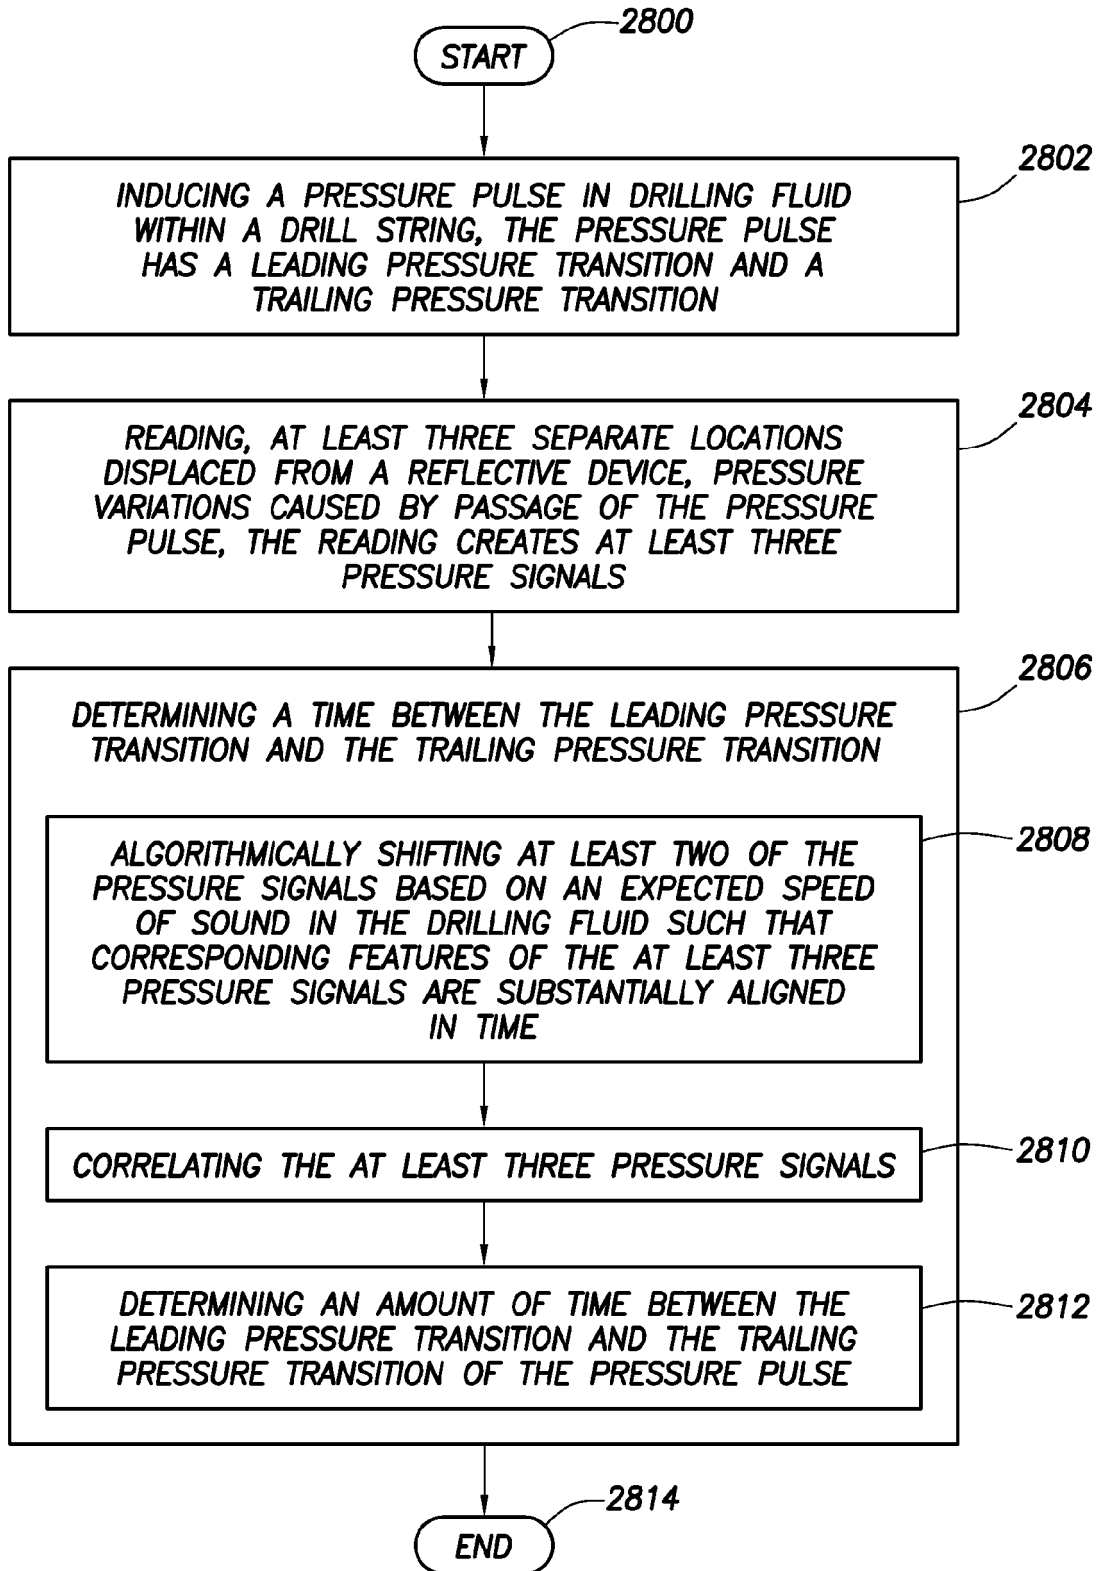 2800
START
2802
INDUCING A PRESSURE PULSE IN DRILLING FLUID
WITHIN A DRILL STRING, THE PRESSURE PULSE
HAS A LEADING PRESSURE TRANSITION AND A
TRAILING PRESSURE TRANSITION
2804
READING, AT LEAST THREE SEPARATE LOCATIONS
DISPLACED FROM A REFLECTIVE DEVICE, PRESSURE
VARIATIONS CAUSED BY PASSAGE OF THE PRESSURE
PULSE, THE READING CREATES AT LEAST THREE
PRESSURE SIGNALS
2806
DETERMINING A TIME BETWEEN THE LEADING PRESSURE
TRANSITION AND THE TRAILING PRESSURE TRANSITION
2808
ALGORITHMICALLY SHIFTING AT LEAST TWO OF THE
PRESSURE SIGNALS BASED ON AN EXPECTED SPEED
OF SOUND IN THE DRILLING FLUID SUCH THAT
CORRESPONDING FEATURES OF THE AT LEAST THREE
PRESSURE SIGNALS ARE SUBSTANTIALLY ALIGNED
IN TIME
2810
CORRELATING THE AT LEAST THREE PRESSURE SIGNALS
2812
DETERMINING AN AMOUNT OF TIME BETWEEN THE
LEADING PRESSURE TRANSITION AND THE TRAILING
PRESSURE TRANSITION OF THE PRESSURE PULSE
2814
END